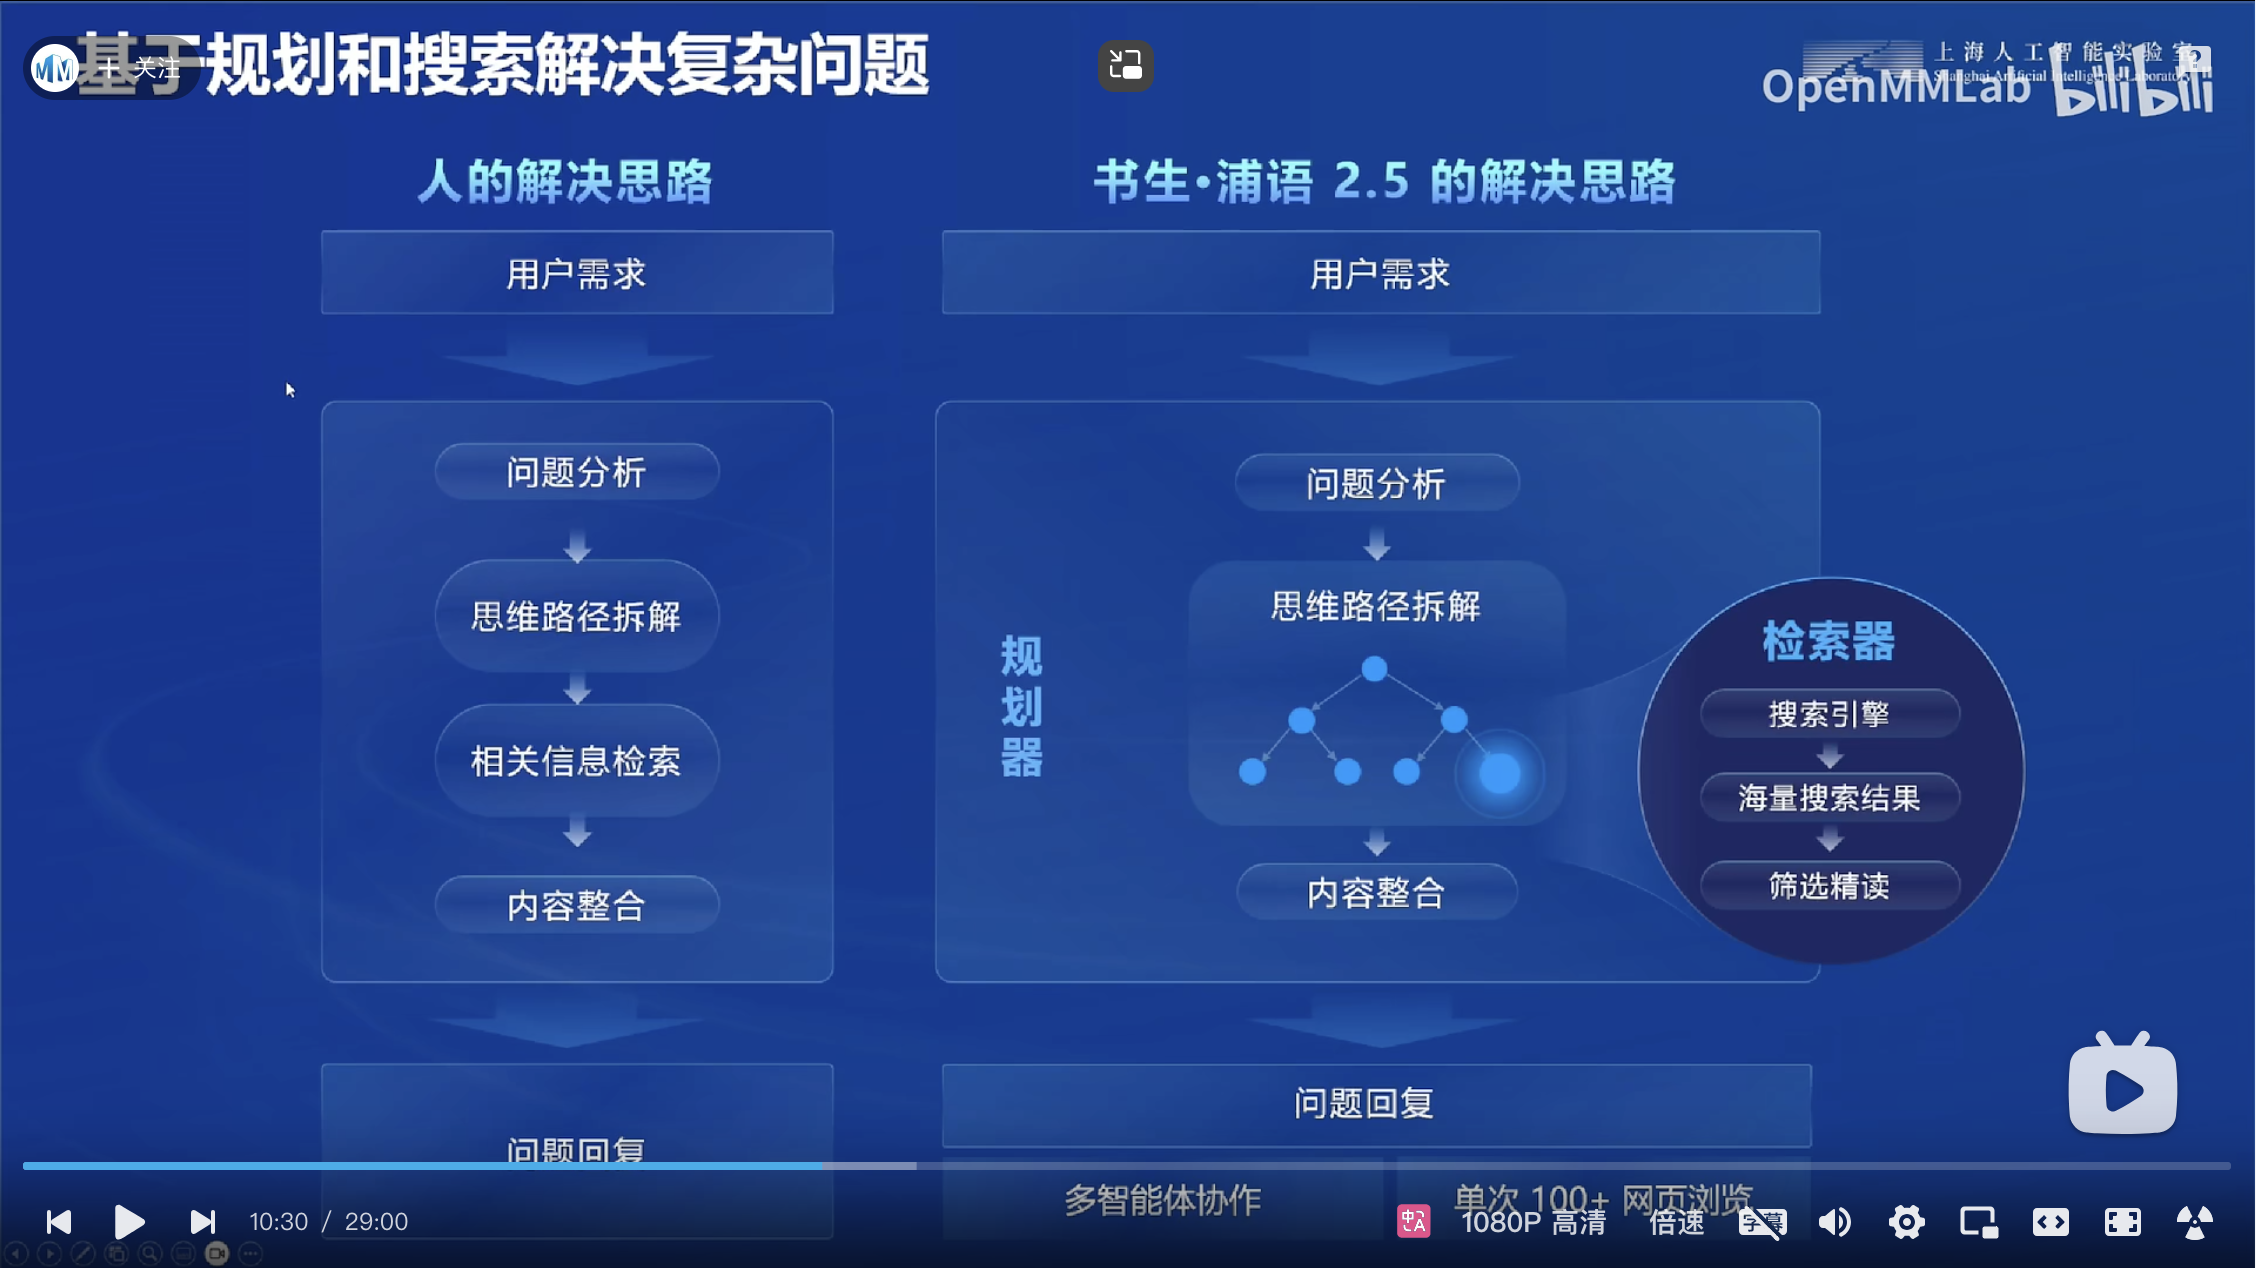 基于规划和搜索解决复杂问题
+ 关注
上海人工智能实验室
Shanghai Artificial Intelligence Laboratory
OpenMMLab bilibili
人的解决思路
用户需求
问题分析
思维路径拆解
相关信息检索
内容整合
问题回复
书生·浦语 2.5 的解决思路
用户需求
规划器
问题分析
思维路径拆解
内容整合
检索器
搜索引擎
海量搜索结果
筛选精读
问题回复
多智能体协作
单次 100+ 网页浏览
10:30 / 29:00
1080P 高清
倍速
字幕